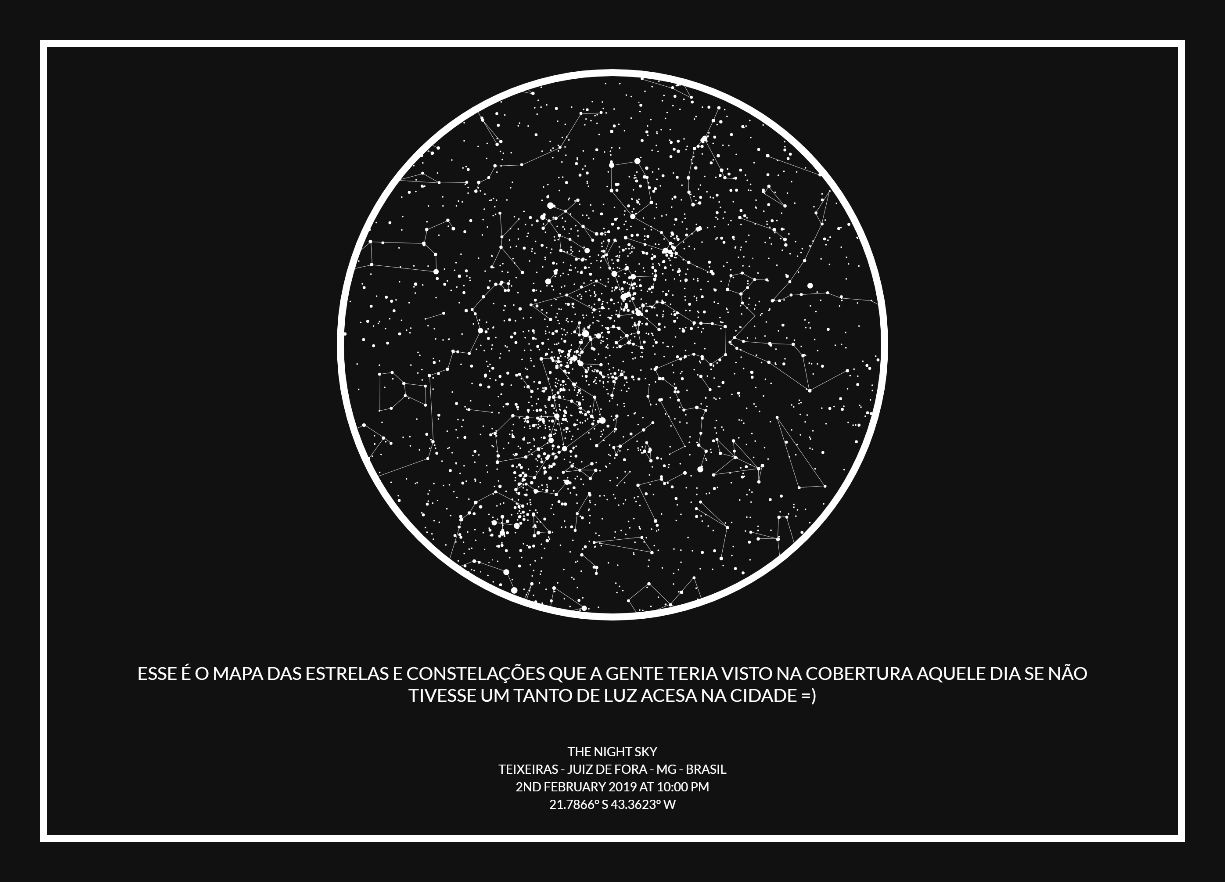 ESSE É O MAPA DAS ESTRELAS E CONSTELAÇÕES QUE A GENTE TERIA VISTO NA COBERTURA AQUELE DIA SE NÃO
TIVESSE UM TANTO DE LUZ ACESA NA CIDADE =)
THE NIGHT SKY
TEIXEIRAS - JUIZ DE FORA - MG - BRASIL
2ND FEBRUARY 2019 AT 10:00 PM
21.7866° S 43.3623° W